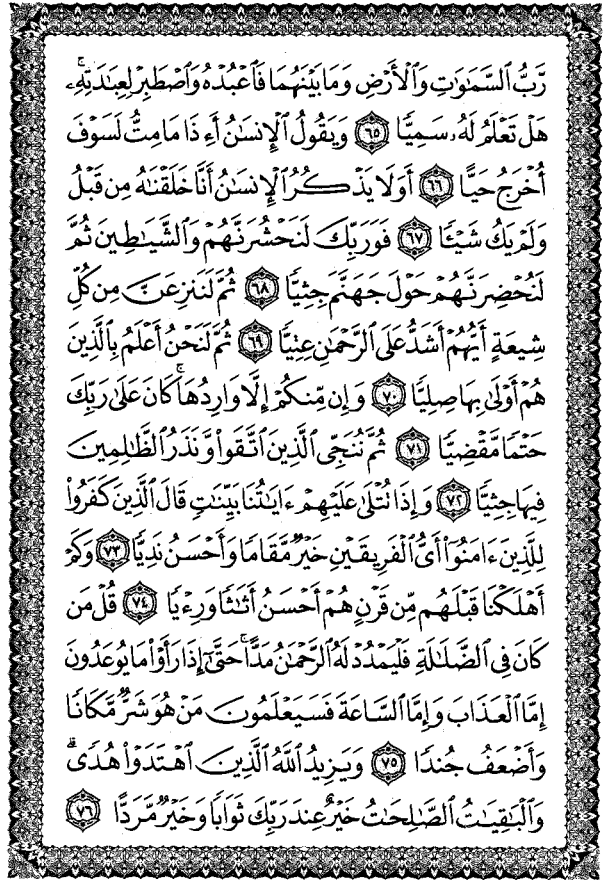 رَّبُّ ٱلسَّمَٰوَٰتِ وَٱلْأَرْضِ وَمَا بَيْنَهُمَا فَٱعْبُدْهُ وَٱصْطَبِرْ لِعِبَٰدَتِهِۦۚ
هَلْ تَعْلَمُ لَهُۥ سَمِيًّا ٦٥ وَيَقُولُ ٱلْإِنسَٰنُ أَءِذَا مَا مِتُّ لَسَوْفَ
أُخْرَجُ حَيًّا ٦٦ أَوَلَا يَذْكُرُ ٱلْإِنسَٰنُ أَنَّا خَلَقْنَٰهُ مِن قَبْلُ
وَلَمْ يَكُ شَيْـًٔا ٦٧ فَوَرَبِّكَ لَنَحْشُرَنَّهُمْ وَٱلشَّيَٰطِينَ ثُمَّ
لَنُحْضِرَنَّهُمْ حَوْلَ جَهَنَّمَ جِثِيًّا ٦٨ ثُمَّ لَنَنزِعَنَّ مِن كُلِّ
شِيعَةٍ أَيُّهُمْ أَشَدُّ عَلَى ٱلرَّحْمَٰنِ عِتِيًّا ٦٩ ثُمَّ لَنَحْنُ أَعْلَمُ بِٱلَّذِينَ
هُمْ أَوْلَىٰ بِهَا صِلِيًّا ٧٠ وَإِن مِّنكُمْ إِلَّا وَارِدُهَاۚ كَانَ عَلَىٰ رَبِّكَ
حَتْمًا مَّقْضِيًّا ٧١ ثُمَّ نُنَجِّى ٱلَّذِينَ ٱتَّقَوا۟ وَّنَذَرُ ٱلظَّٰلِمِينَ
فِيهَا جِثِيًّا ٧٢ وَإِذَا تُتْلَىٰ عَلَيْهِمْ ءَايَٰتُنَا بَيِّنَٰتٍ قَالَ ٱلَّذِينَ كَفَرُوا۟
لِلَّذِينَ ءَامَنُوٓا۟ أَىُّ ٱلْفَرِيقَيْنِ خَيْرٌ مَّقَامًا وَأَحْسَنُ نَدِيًّا ٧٣ وَكَمْ
أَهْلَكْنَا قَبْلَهُم مِّن قَرْنٍ هُمْ أَحْسَنُ أَثَٰثًا وَرِءْيًا ٧٤ قُلْ مَن
كَانَ فِى ٱلضَّلَٰلَةِ فَلْيَمْدُدْ لَهُ ٱلرَّحْمَٰنُ مَدًّاۚ حَتَّىٰٓ إِذَا رَأَوْا۟ مَا يُوعَدُونَ
إِمَّا ٱلْعَذَابَ وَإِمَّا ٱلسَّاعَةَ فَسَيَعْلَمُونَ مَنْ هُوَ شَرٌّ مَّكَانًا
وَأَضْعَفُ جُندًا ٧٥ وَيَزِيدُ ٱللَّهُ ٱلَّذِينَ ٱهْتَدَوْا۟ هُدًىۗ
وَٱلْبَٰقِيَٰتُ ٱلصَّٰلِحَٰتُ خَيْرٌ عِندَ رَبِّكَ ثَوَابًا وَخَيْرٌ مَّرَدًّا ٧٦